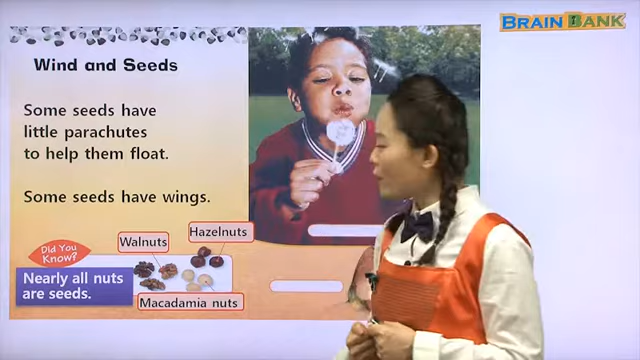 BRAIN BANK
Wind and Seeds
Some seeds have
little parachutes
to help them float.
Some seeds have wings.
Did You
Know?
Nearly all nuts
are seeds.
Walnuts
Hazelnuts
Macadamia nuts